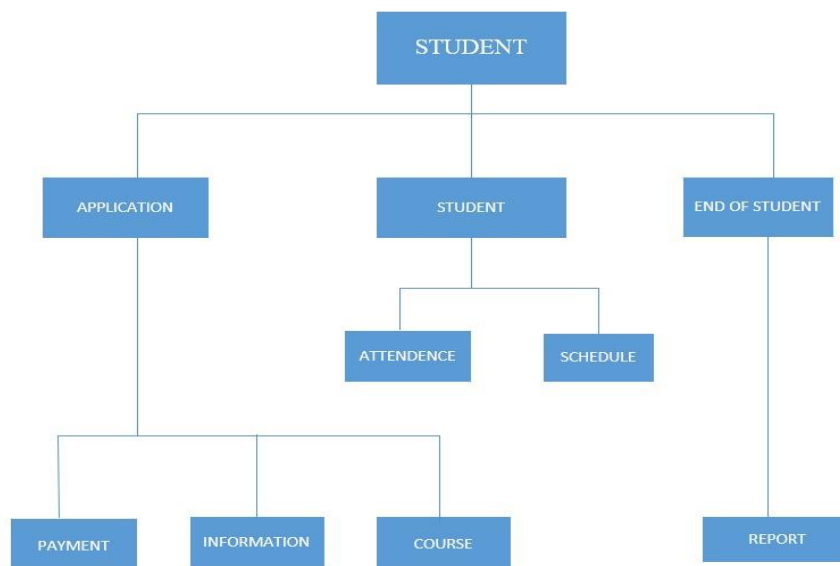 STUDENT
APPLICATION
STUDENT
END OF STUDENT
ATTENDENCE
SCHEDULE
PAYMENT
INFORMATION
COURSE
REPORT